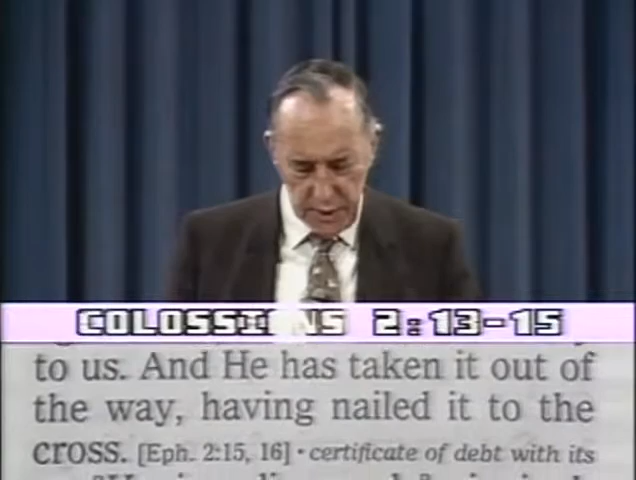 COLOSSIANS 2:13-15
to us. And He has taken it out of
the way, having nailed it to the
cross. [Eph. 2:15, 16] • certificate of debt with its